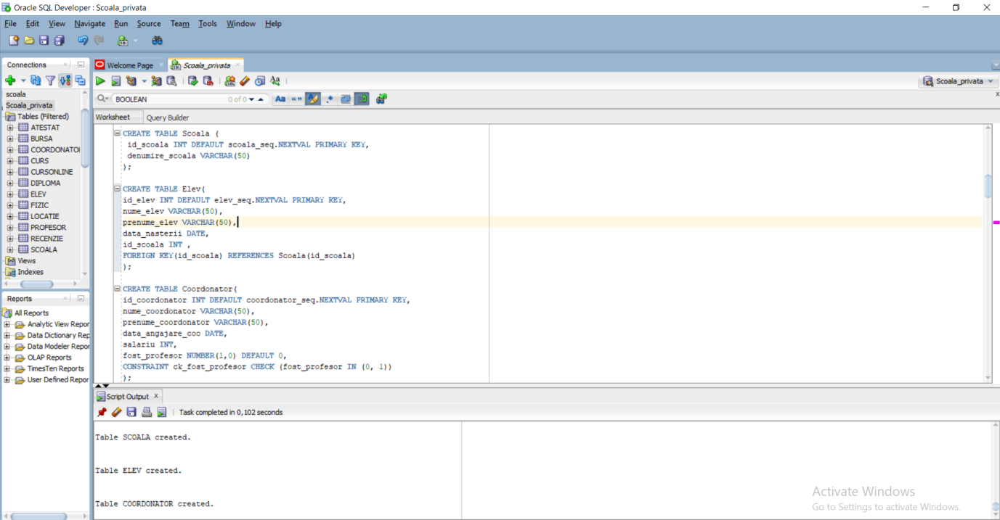 Oracle SQL Developer : Scoala_privata
File Edit View Navigate Run Source Team Tools Window Help
Connections
Welcome Page
Scoala_privata
Scoala_privata
BOOLEAN
0 of 0
Aa
Worksheet
Query Builder
scoala
Scoala_privata
Tables (Filtered)
ATESTAT
BURSA
COORDONATO
CURS
CURSONLINE
DIPLOMA
ELEV
FIZIC
LOCATIE
PROFESOR
RECENZIE
SCOALA
Views
Indexes
CREATE TABLE Scoala (
id_scoala INT DEFAULT scoala_seq.NEXTVAL PRIMARY KEY,
denumire_scoala VARCHAR(50)
);
CREATE TABLE Elev(
id_elev INT DEFAULT elev_seq.NEXTVAL PRIMARY KEY,
nume_elev VARCHAR(50),
prenume_elev VARCHAR(50),
data_nasterii DATE,
id_scoala INT ,
FOREIGN KEY(id_scoala) REFERENCES Scoala(id_scoala)
);
CREATE TABLE Coordonator(
id_coordonator INT DEFAULT coordonator_seq.NEXTVAL PRIMARY KEY,
nume_coordonator VARCHAR(50),
prenume_coordonator VARCHAR(50),
data_angajare_coo DATE,
salariu INT,
fost_profesor NUMBER(1,0) DEFAULT 0,
CONSTRAINT ck_fost_profesor CHECK (fost_profesor IN (0, 1))
);
Reports
All Reports
Analytic View Repor
Data Dictionary Rep
Data Modeler Repor
OLAP Reports
TimesTen Reports
User Defined Repor
Script Output
Task completed in 0,102 seconds
Table SCOALA created.
Table ELEV created.
Table COORDONATOR created.
Activate Windows
Go to Settings to activate Windows.